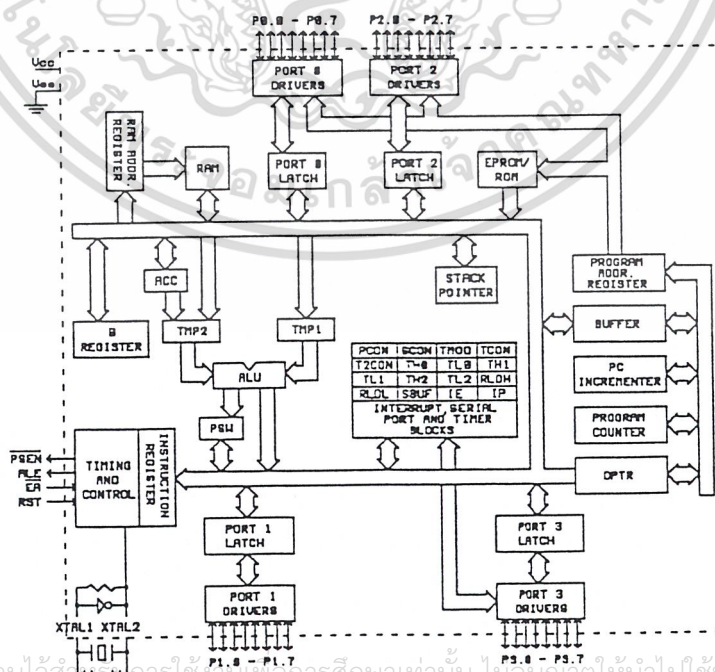 P0.0 - P0.7
P2.0 - P2.7
Vcc
Vss
PORT 0
DRIVERS
PORT 2
DRIVERS
RAM ADDR.
REGISTER
RAM
PORT 0
LATCH
PORT 2
LATCH
EPROM/
ROM
ACC
STACK
POINTER
PROGRAM
ADDR.
REGISTER
B
REGISTER
TMP2
TMP1
BUFFER
ALU
PCON SCON TMOD TCON
T2CON TH0 TL0 TH1
TL1 TH2 TL2 RLDH
RLDL SBUF IE IP
INTERRUPT, SERIAL
PORT AND TIMER
BLOCKS
PC
INCREMENTER
PSW
PROGRAM
COUNTER
PSEN
ALE
EA
RST
TIMING
AND
CONTROL
INSTRUCTION
REGISTER
DPTR
PORT 1
LATCH
PORT 3
LATCH
PORT 1
DRIVERS
PORT 3
DRIVERS
XTAL1 XTAL2
P1.0 - P1.7
P3.0 - P3.7